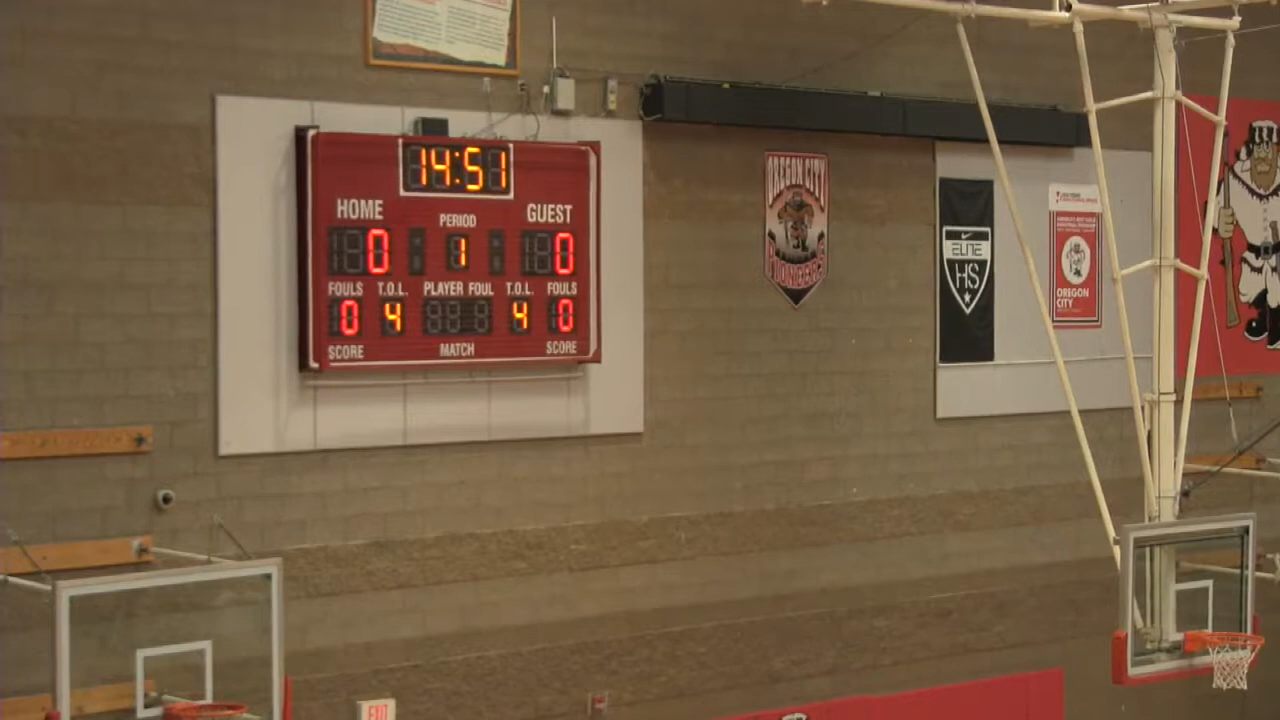 14:51
HOME
PERIOD
GUEST
0
1
0
FOULS
T.O.L.
PLAYER FOUL
T.O.L.
FOULS
0
4
4
0
SCORE
MATCH
SCORE
OREGON CITY
PIONEERS
ELITE
HS
OREGON
CITY
EXIT